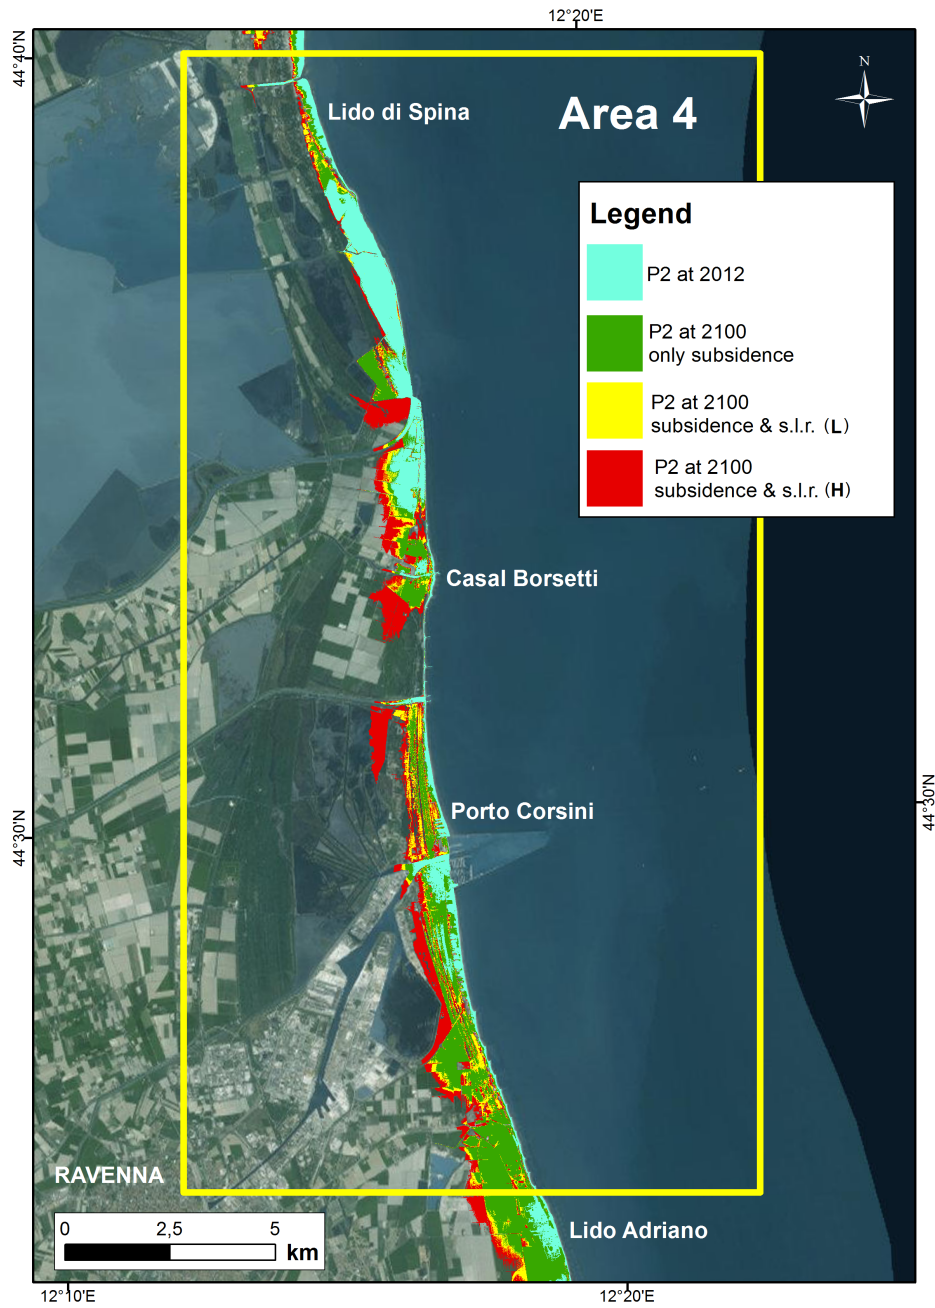 12°20'E
44°40'N
N
Lido di Spina
Area 4
Legend
P2 at 2012
P2 at 2100
only subsidence
P2 at 2100
subsidence & s.l.r. (L)
P2 at 2100
subsidence & s.l.r. (H)
Casal Borsetti
44°30'N
Porto Corsini
44°30'N
RAVENNA
Lido Adriano
0 2,5 5
km
12°10'E
12°20'E